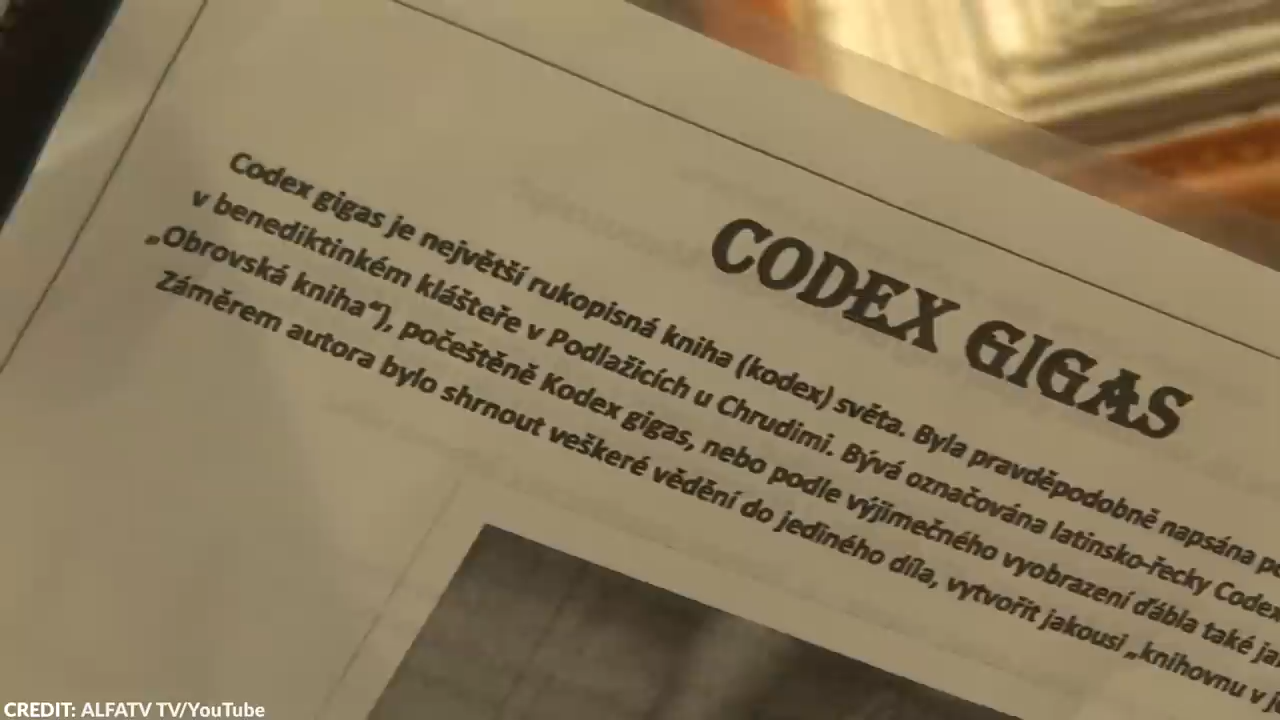 CODEX GIGAS
Codex gigas je největší rukopisná kniha (kodex) světa. Byla pravděpodobně napsána
v benediktinkém klášteře v Podlažicích u Chrudimi. Bývá označována latinsko-řecky Codex
„Obrovská kniha“), počeštěně Kodex gigas, nebo podle výjimečného vyobrazení ďábla také
Záměrem autora bylo shrnout veškeré vědění do jediného díla, vytvořit jakousi „knihovnu v
CREDIT: ALFATV TV/YouTube